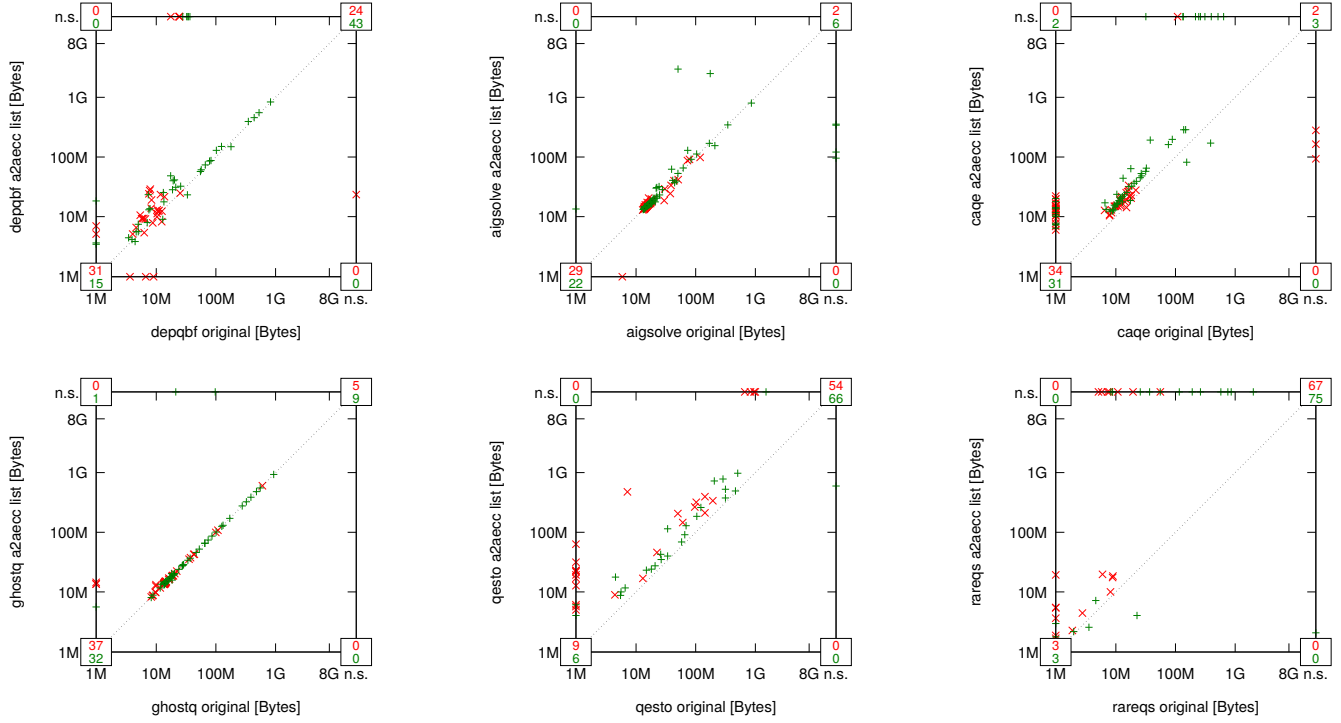 0
0
24
43
n.s.
8G
1G
100M
10M
1M
31
15
0
0
1M
10M
100M
1G
8G n.s.
depqbf a2aecc list [Bytes]
depqbf original [Bytes]
0
0
2
6
n.s.
8G
1G
100M
10M
1M
29
22
0
0
1M
10M
100M
1G
8G n.s.
aigsolve a2aecc list [Bytes]
aigsolve original [Bytes]
0
2
2
3
n.s.
8G
1G
100M
10M
1M
34
31
0
0
1M
10M
100M
1G
8G n.s.
caqe a2aecc list [Bytes]
caqe original [Bytes]
0
1
5
9
n.s.
8G
1G
100M
10M
1M
37
32
0
0
1M
10M
100M
1G
8G n.s.
ghostq a2aecc list [Bytes]
ghostq original [Bytes]
0
0
54
66
n.s.
8G
1G
100M
10M
1M
9
6
0
0
1M
10M
100M
1G
8G n.s.
qesto a2aecc list [Bytes]
qesto original [Bytes]
0
0
67
75
n.s.
8G
1G
100M
10M
1M
3
3
0
0
1M
10M
100M
1G
8G n.s.
rareqs a2aecc list [Bytes]
rareqs original [Bytes]